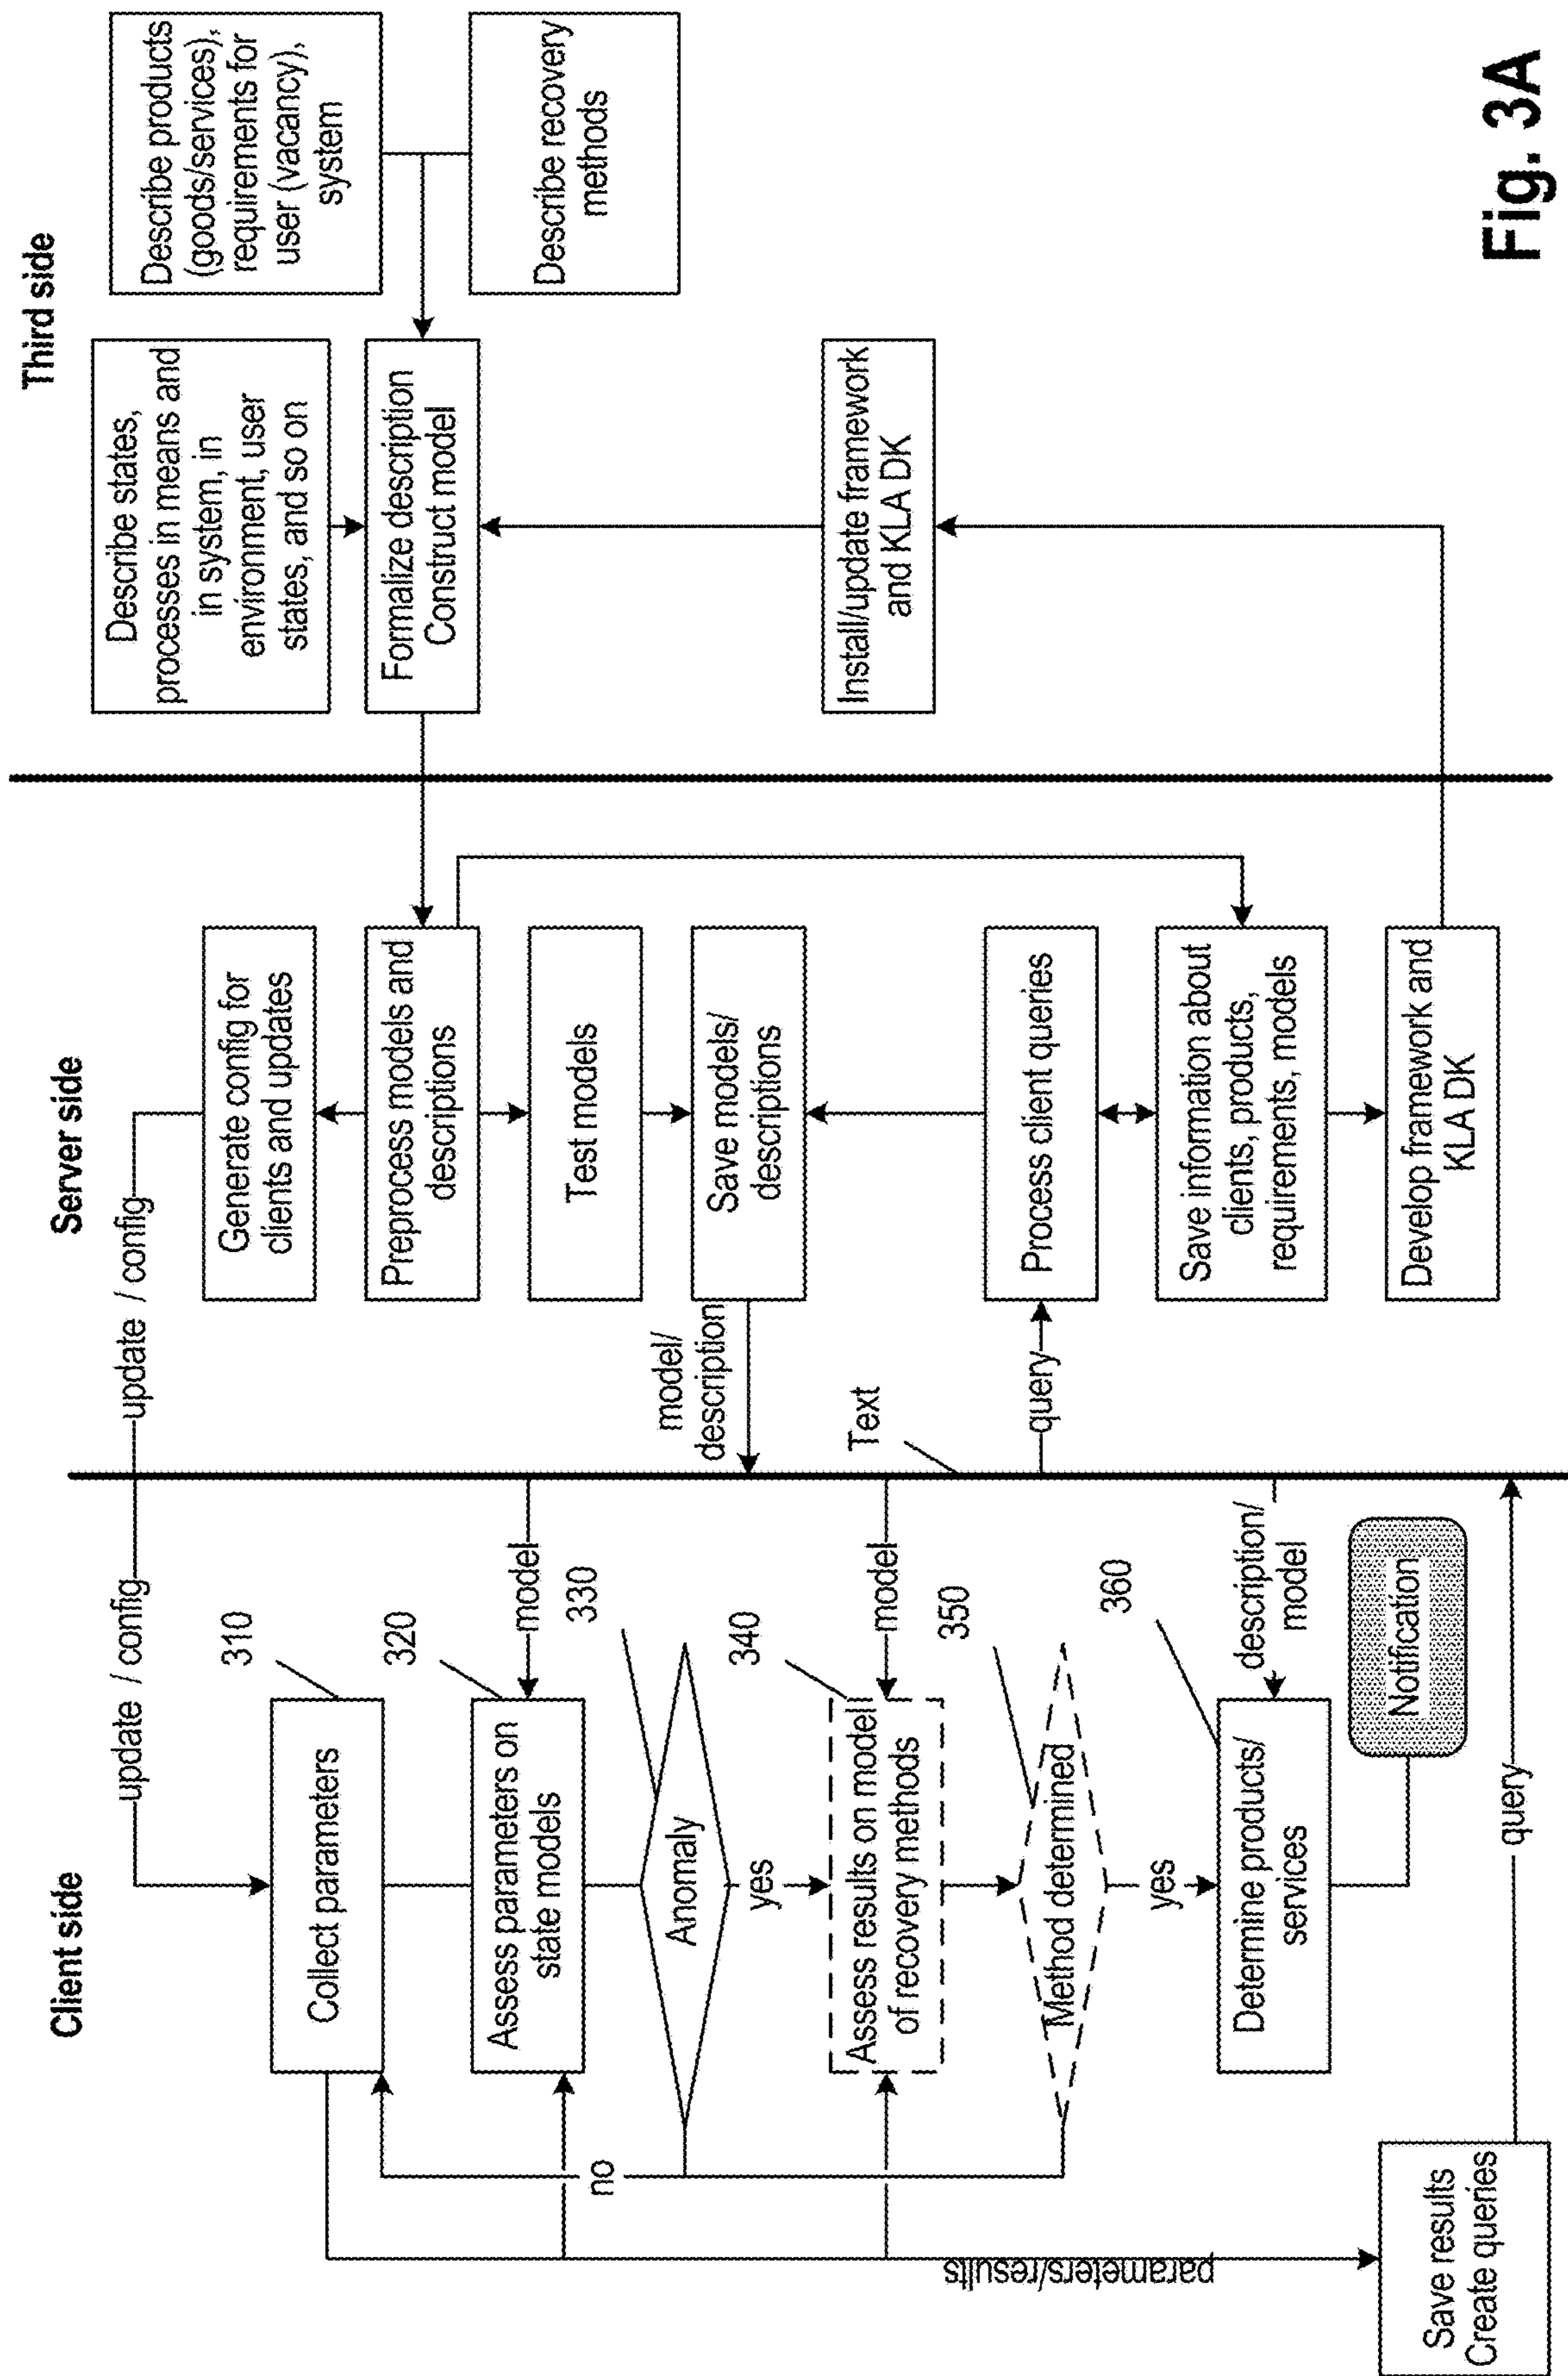 Client side
Server side
Third side
update / config
update / config
310
Collect parameters
320
Assess parameters on
state models
model
330
Anomaly
no
yes
340
Assess results on model
of recovery methods
model
350
Method determined
yes
360
Determine products/
services
description/
model
Notification
parameters/results
Save results
Create queries
query
Generate config for
clients and updates
Preprocess models and
descriptions
Test models
Save models/
descriptions
model/
description
Text
query
Process client queries
Save information about
clients, products,
requirements, models
Develop framework and
KLA DK
Describe states,
processes in means and
in system, in
environment, user
states, and so on
Formalize description
Construct model
Install/update framework
and KLA DK
Describe products
(goods/services),
requirements for
user (vacancy),
system
Describe recovery
methods
Fig. 3A